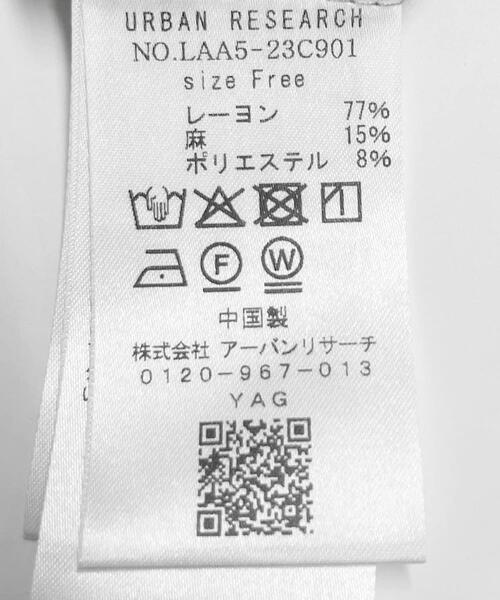 URBAN RESEARCH
NO.LAA5-23C901
size Free
レーヨン 77%
麻 15%
ポリエステル 8%
F W
中国製
株式会社 アーバンリサーチ
0120-967-013
YAG